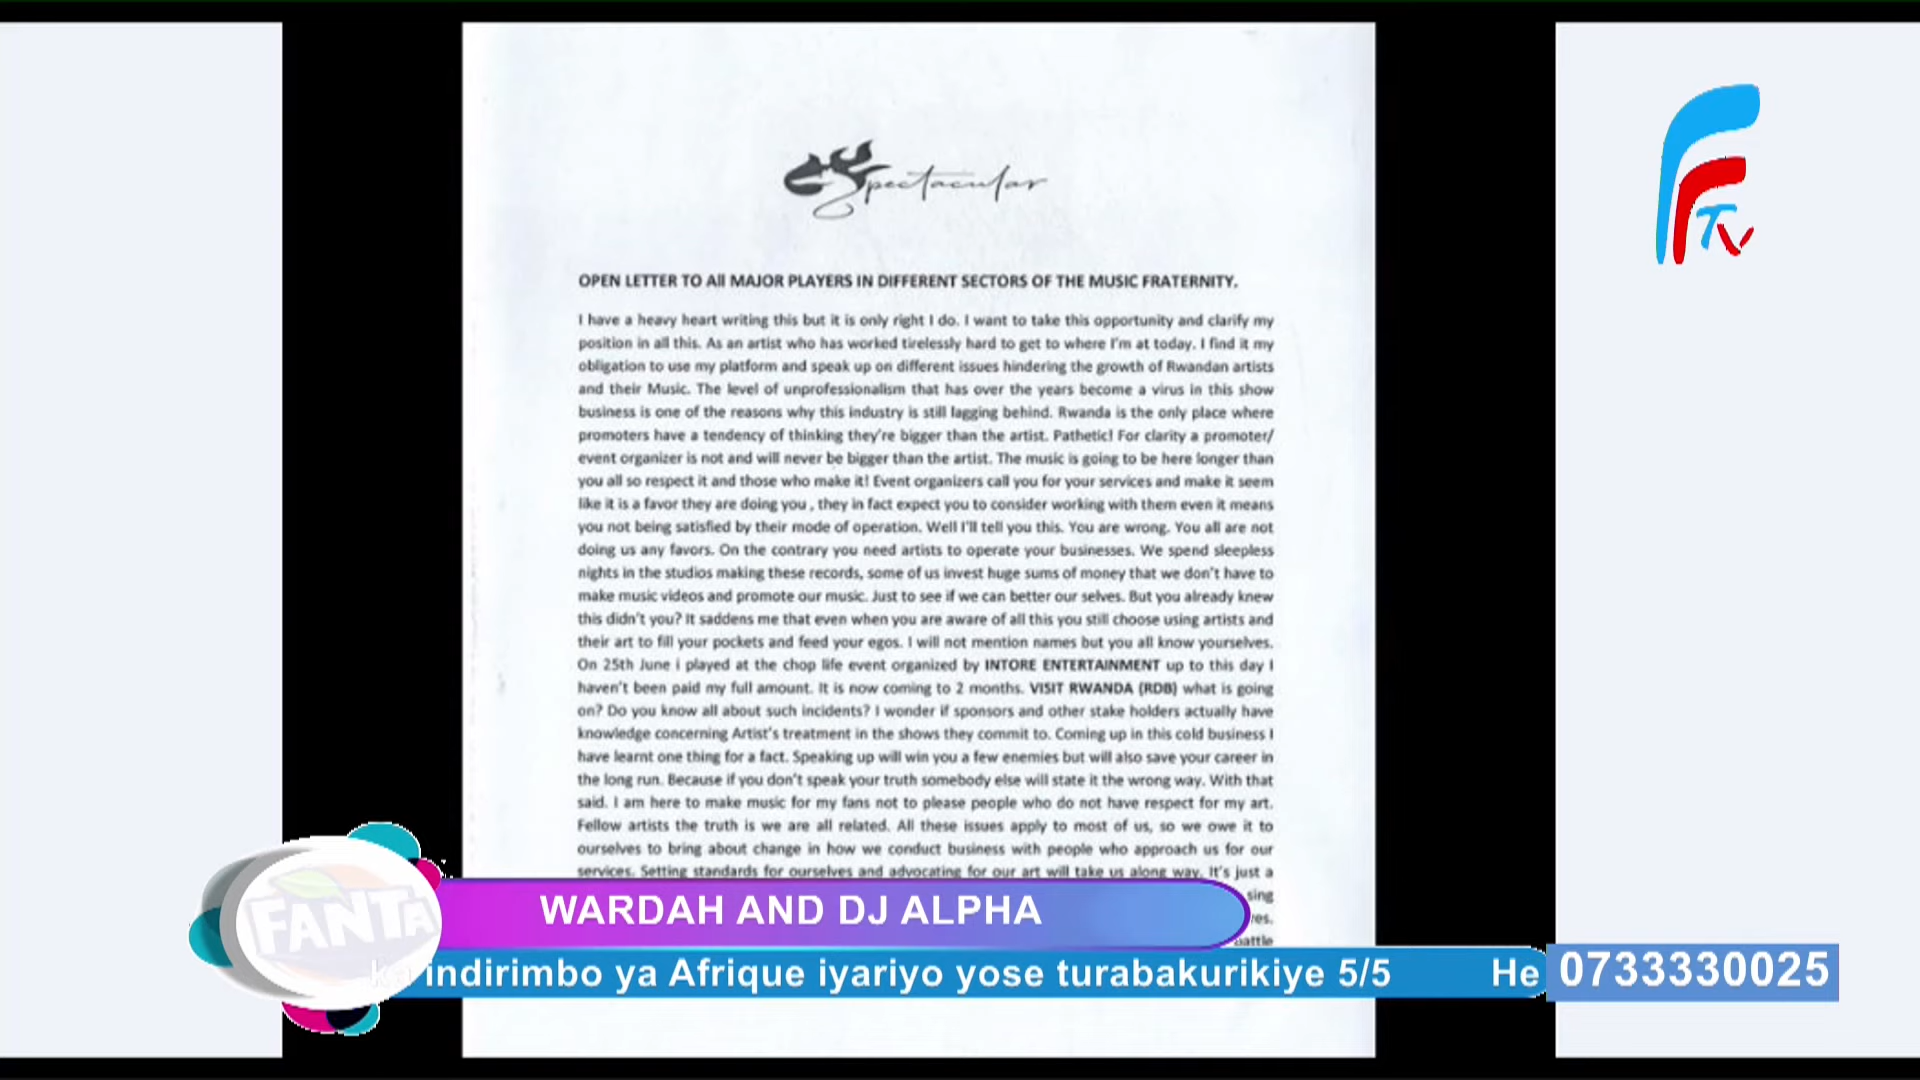 Spectacular
OPEN LETTER TO All MAJOR PLAYERS IN DIFFERENT SECTORS OF THE MUSIC FRATERNITY.
I have a heavy heart writing this but it is only right I do. I want to take this opportunity and clarify my
position in all this. As an artist who has worked tirelessly hard to get to where I'm at today. I find it my
obligation to use my platform and speak up on different issues hindering the growth of Rwandan artists
and their Music. The level of unprofessionalism that has over the years become a virus in this show
business is one of the reasons why this industry is still lagging behind. Rwanda is the only place where
promoters have a tendency of thinking they're bigger than the artist. Pathetic! For clarity a promoter/
event organizer is not and will never be bigger than the artist. The music is going to be here longer than
you all so respect it and those who make it! Event organizers call you for your services and make it seem
like it is a favor they are doing you , they in fact expect you to consider working with them even it means
you not being satisfied by their mode of operation. Well I'll tell you this. You are wrong. You all are not
doing us any favors. On the contrary you need artists to operate your businesses. We spend sleepless
nights in the studios making these records, some of us invest huge sums of money that we don't have to
make music videos and promote our music. Just to see if we can better our selves. But you already knew
this didn't you? It saddens me that even when you are aware of all this you still choose using artists and
their art to fill your pockets and feed your egos. I will not mention names but you all know yourselves.
On 25th June i played at the chop life event organized by INTORE ENTERTAINMENT up to this day I
haven't been paid my full amount. It is now coming to 2 months. VISIT RWANDA (RDB) what is going
on? Do you know all about such incidents? I wonder if sponsors and other stake holders actually have
knowledge concerning Artist's treatment in the shows they commit to. Coming up in this cold business I
have learnt one thing for a fact. Speaking up will win you a few enemies but will also save your career in
the long run. Because if you don't speak your truth somebody else will state it the wrong way. With that
said. I am here to make music for my fans not to please people who do not have respect for my art.
Fellow artists the truth is we are all related. All these issues apply to most of us, so we owe it to
ourselves to bring about change in how we conduct business with people who approach us for our
services. Setting standards for ourselves and advocating for our art will take us along way. It's just a
sing
res.
battle
FF TV
FANTA
WARDAH AND DJ ALPHA
ka indirimbo ya Afrique iyariyo yose turabakurikiye 5/5 He
0733330025